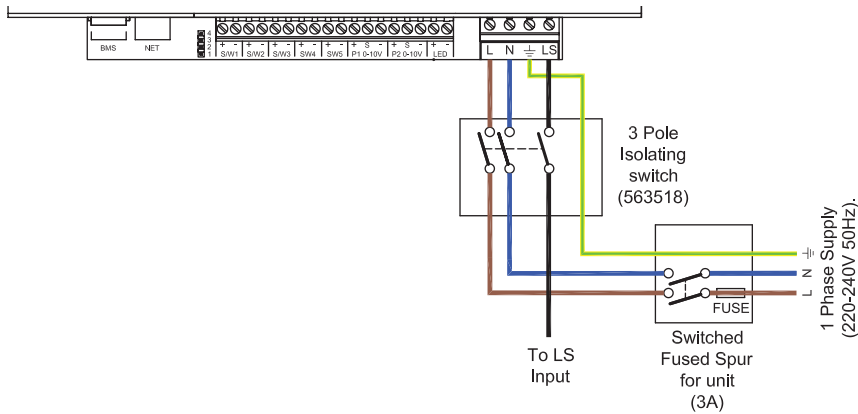 BMS NET
4
3
2
1
+ - + - + - + - + - + S - + S - + -
S/W1 S/W2 S/W3 SW4 SW5 P1 0-10V P2 0-10V LED
L N LS
3 Pole
Isolating
switch
(563518)
N
L
FUSE
1 Phase Supply
(220-240V 50Hz).
To LS
Input
Switched
Fused Spur
for unit
(3A)